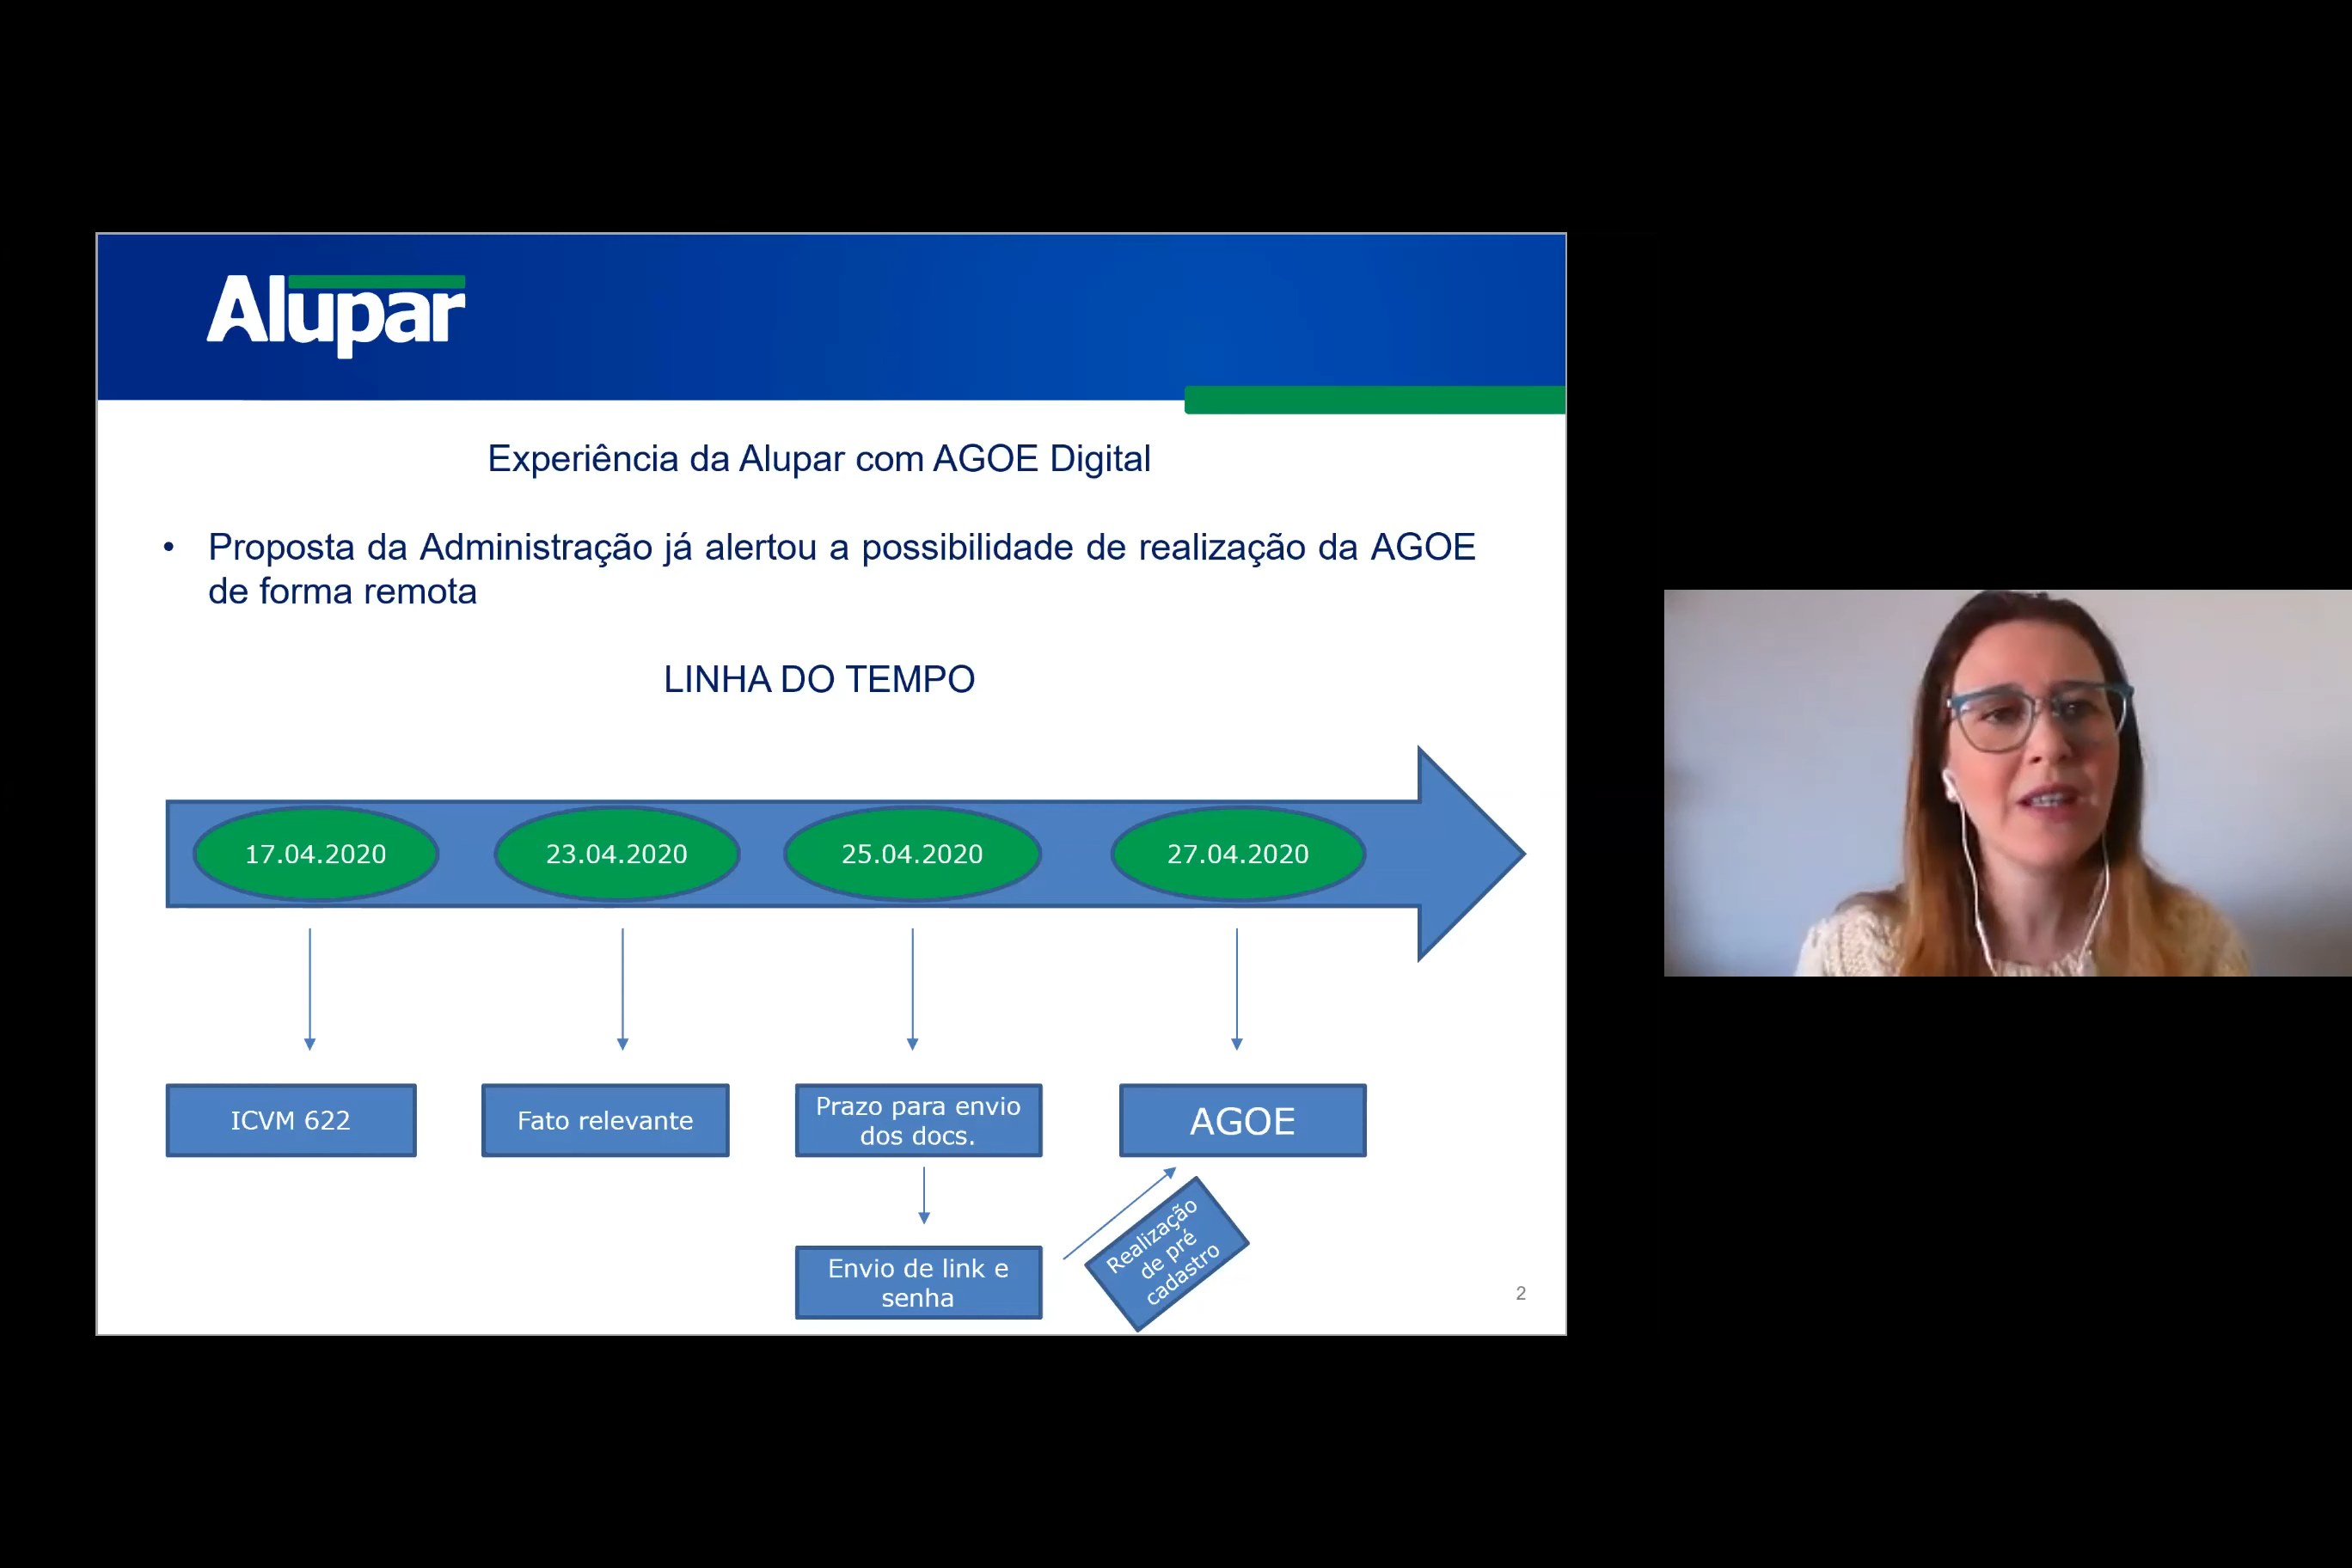 Alupar
Experiência da Alupar com AGOE Digital
• Proposta da Administração já alertou a possibilidade de realização da AGOE
de forma remota
LINHA DO TEMPO
17.04.2020
23.04.2020
25.04.2020
27.04.2020
ICVM 622
Fato relevante
Prazo para envio
dos docs.
AGOE
Envio de link e
senha
Realização
de pré
cadastro
2